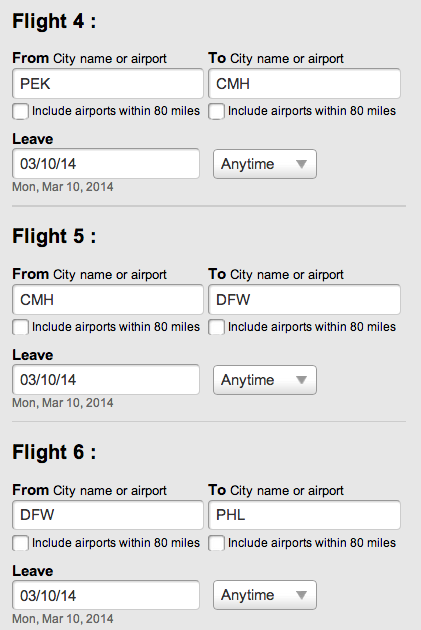 Flight 4 :
From City name or airport To City name or airport
PEK CMH
Include airports within 80 miles Include airports within 80 miles
Leave
03/10/14 Anytime
Mon, Mar 10, 2014
Flight 5 :
From City name or airport To City name or airport
CMH DFW
Include airports within 80 miles Include airports within 80 miles
Leave
03/10/14 Anytime
Mon, Mar 10, 2014
Flight 6 :
From City name or airport To City name or airport
DFW PHL
Include airports within 80 miles Include airports within 80 miles
Leave
03/10/14 Anytime
Mon, Mar 10, 2014